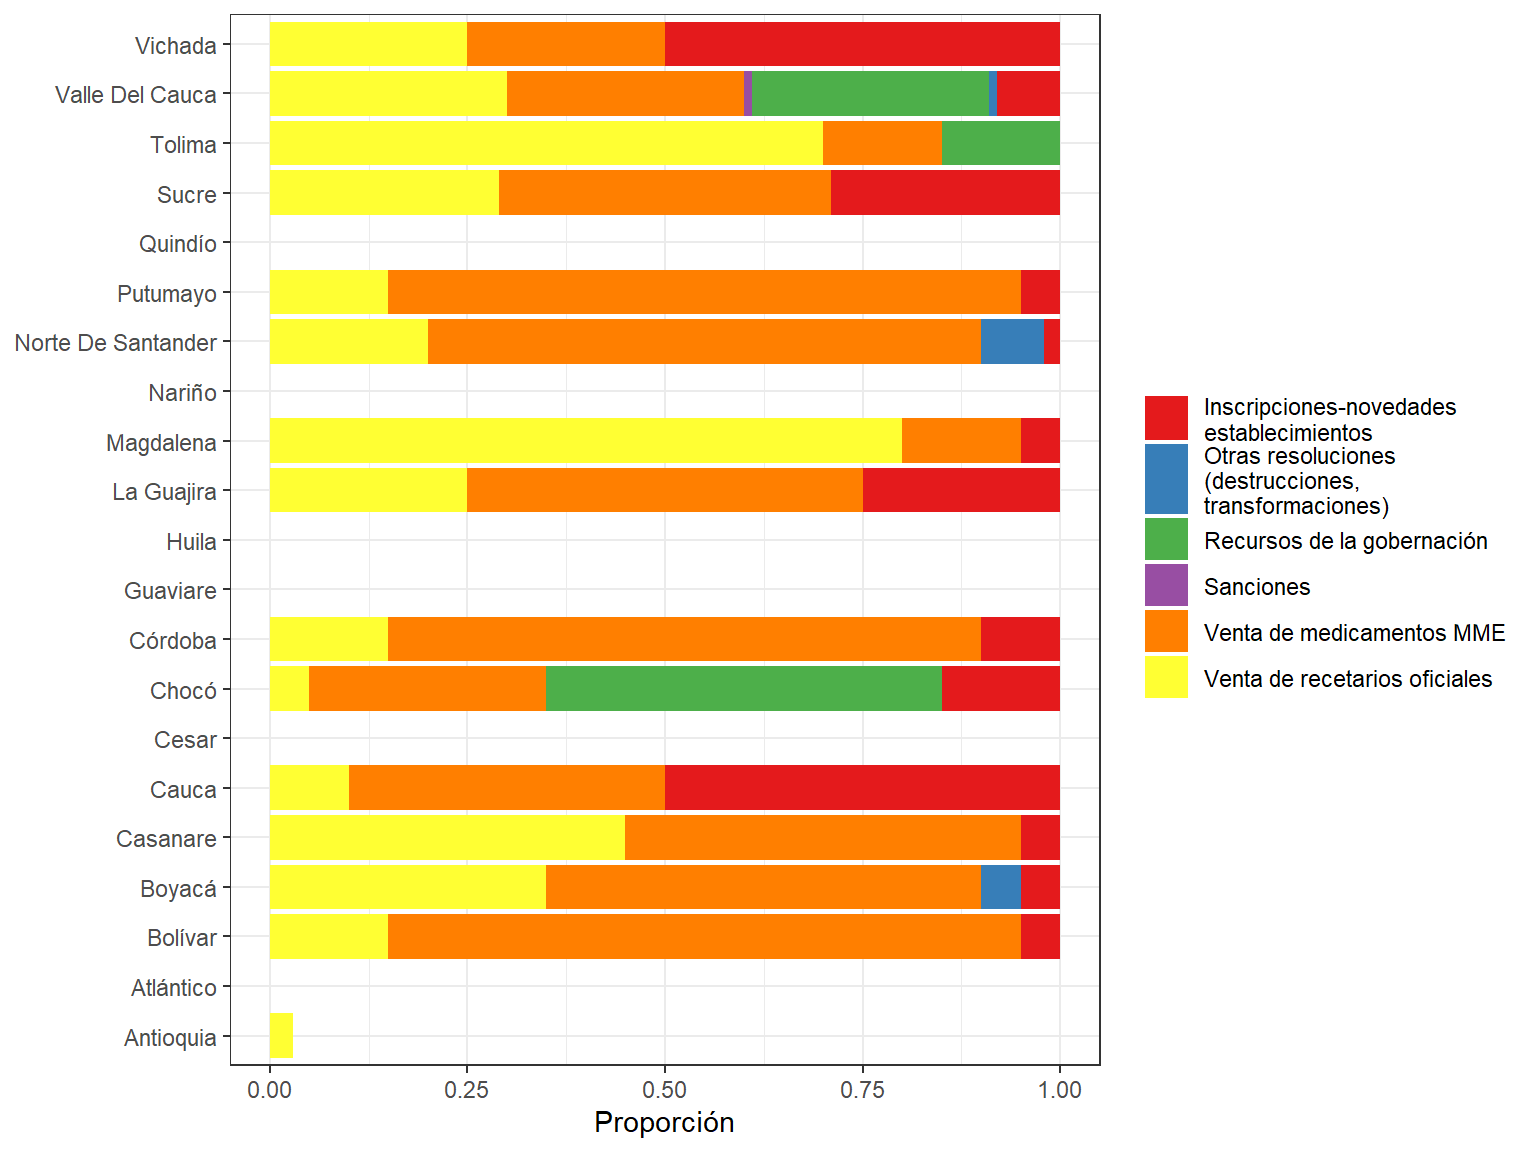 Vichada
Valle Del Cauca
Tolima
Sucre
Quindío
Putumayo
Norte De Santander
Nariño
Magdalena
La Guajira
Huila
Guaviare
Córdoba
Chocó
Cesar
Cauca
Casanare
Boyacá
Bolívar
Atlántico
Antioquia
0.00 0.25 0.50 0.75 1.00
Proporción
Inscripciones-novedades
establecimientos
Otras resoluciones
(destrucciones,
transformaciones)
Recursos de la gobernación
Sanciones
Venta de medicamentos MME
Venta de recetarios oficiales